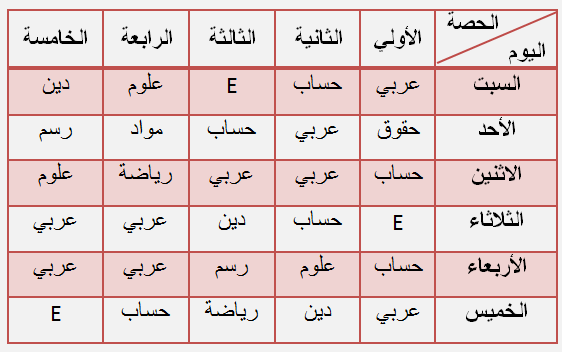 الحصة
اليوم الأولي الثانية الثالثة الرابعة الخامسة
السبت عربي حساب E علوم دين
الأحد حقوق عربي حساب مواد رسم
الاثنين حساب عربي عربي رياضة علوم
الثلاثاء E حساب دين عربي عربي
الأربعاء حساب علوم رسم عربي عربي
الخميس عربي دين رياضة حساب E